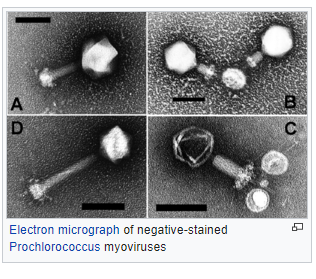 A
B
D
C
Electron micrograph of negative-stained
Prochlorococcus myoviruses